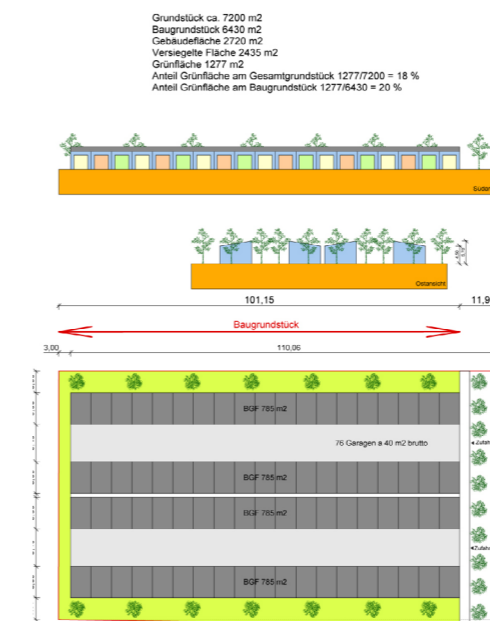 Grundstück ca. 7200 m2
Baugrundstück 6430 m2
Gebäudefläche 2720 m2
Versiegelte Fläche 2435 m2
Grünfläche 1277 m2
Anteil Grünfläche am Gesamtgrundstück 1277/7200 = 18 %
Anteil Grünfläche am Baugrundstück 1277/6430 = 20 %
Ostansicht
101,15 11,9
Baugrundstück
3,00 110,06
BGF 785 m2
76 Garagen a 40 m2 brutto
BGF 785 m2
BGF 785 m2
BGF 785 m2